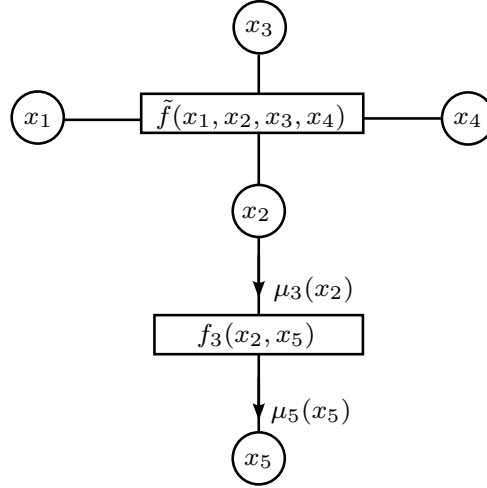 x₃
x₁ f̃(x₁, x₂, x₃, x₄) x₄
x₂
μ₃(x₂)
f₃(x₂, x₅)
μ₅(x₅)
x₅